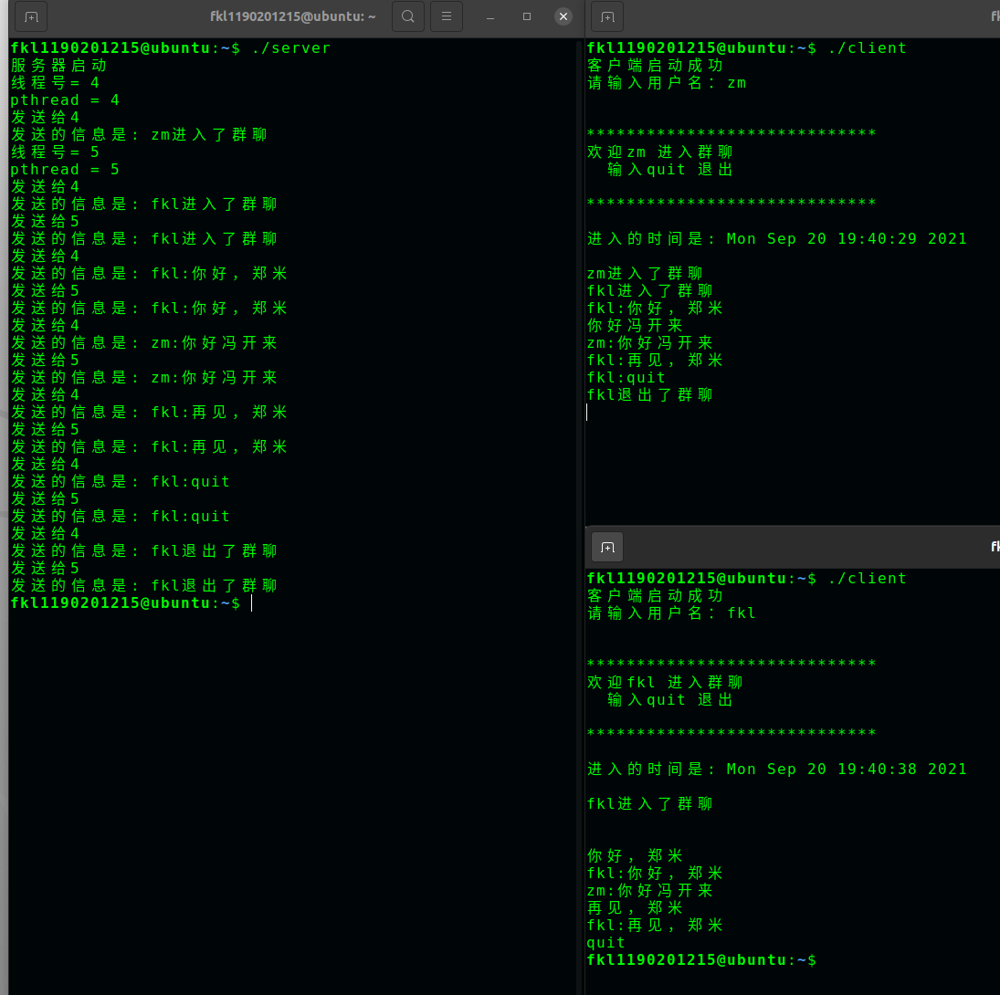 fkl1190201215@ubuntu: ~
fkl1190201215@ubuntu:~$ ./server
服务器启动
线程号= 4
pthread = 4
发送给4
发送的信息是: zm进入了群聊
线程号= 5
pthread = 5
发送给4
发送的信息是: fkl进入了群聊
发送给5
发送的信息是: fkl进入了群聊
发送给4
发送的信息是: fkl:你好，郑米
发送给5
发送的信息是: fkl:你好，郑米
发送给4
发送的信息是: zm:你好冯开来
发送给5
发送的信息是: zm:你好冯开来
发送给4
发送的信息是: fkl:再见，郑米
发送给5
发送的信息是: fkl:再见，郑米
发送给4
发送的信息是: fkl:quit
发送给5
发送的信息是: fkl:quit
发送给4
发送的信息是: fkl退出了群聊
发送给5
发送的信息是: fkl退出了群聊
fkl1190201215@ubuntu:~$
fkl1190201215@ubuntu:~$ ./client
客户端启动成功
请输入用户名: zm
*****************************
欢迎zm 进入群聊
输入quit 退出
*****************************
进入的时间是: Mon Sep 20 19:40:29 2021
zm进入了群聊
fkl进入了群聊
fkl:你好，郑米
你好冯开来
zm:你好冯开来
fkl:再见，郑米
fkl:quit
fkl退出了群聊
fkl1190201215@ubuntu:~$ ./client
客户端启动成功
请输入用户名: fkl
*****************************
欢迎fkl 进入群聊
输入quit 退出
*****************************
进入的时间是: Mon Sep 20 19:40:38 2021
fkl进入了群聊
你好，郑米
fkl:你好，郑米
zm:你好冯开来
再见，郑米
fkl:再见，郑米
quit
fkl1190201215@ubuntu:~$